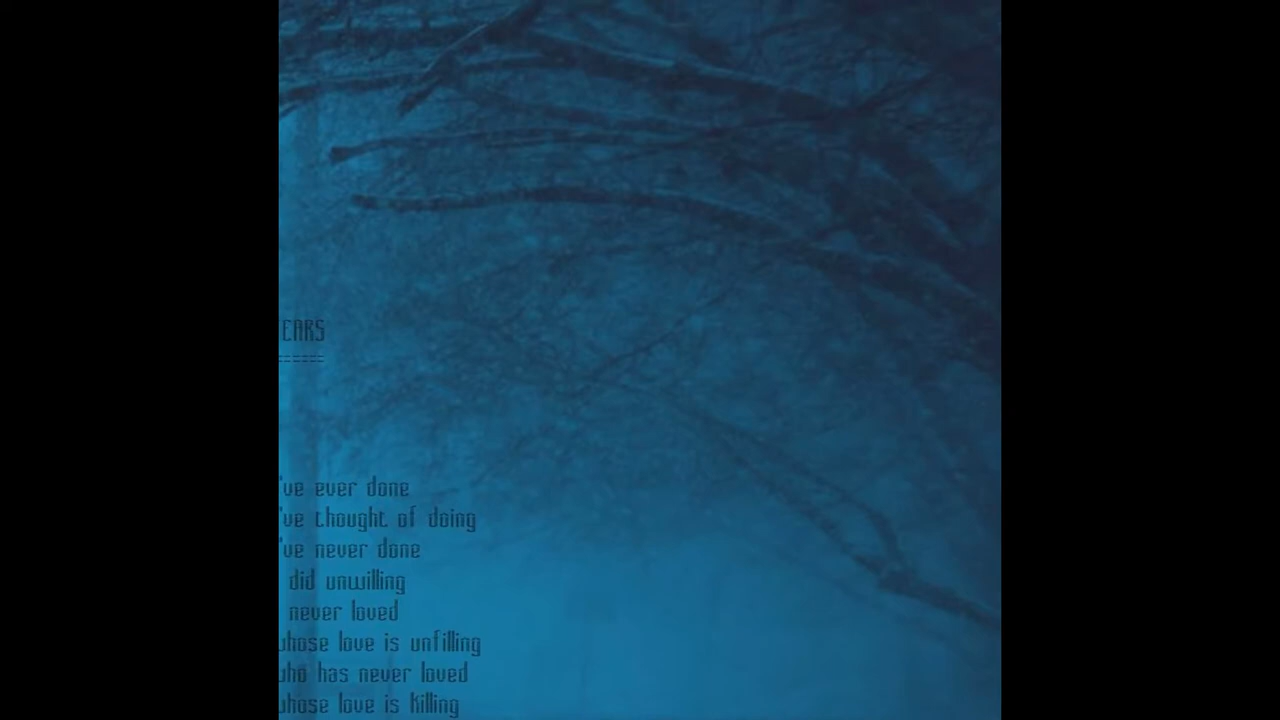 EARS
======
've ever done
've thought of doing
've never done
did unwilling
never loved
whose love is unfilling
who has never loved
whose love is killing